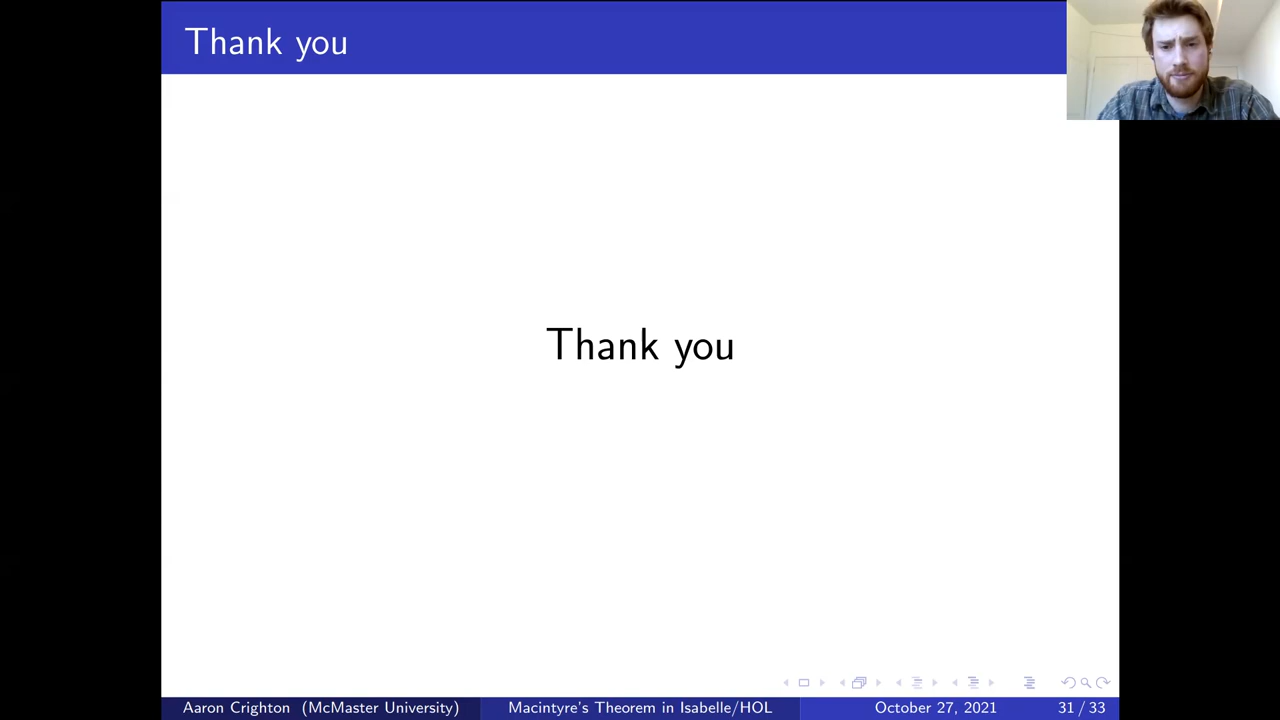 Thank you
Thank you
Aaron Crighton (McMaster University)
Macintyre's Theorem in Isabelle/HOL
October 27, 2021
31 / 33